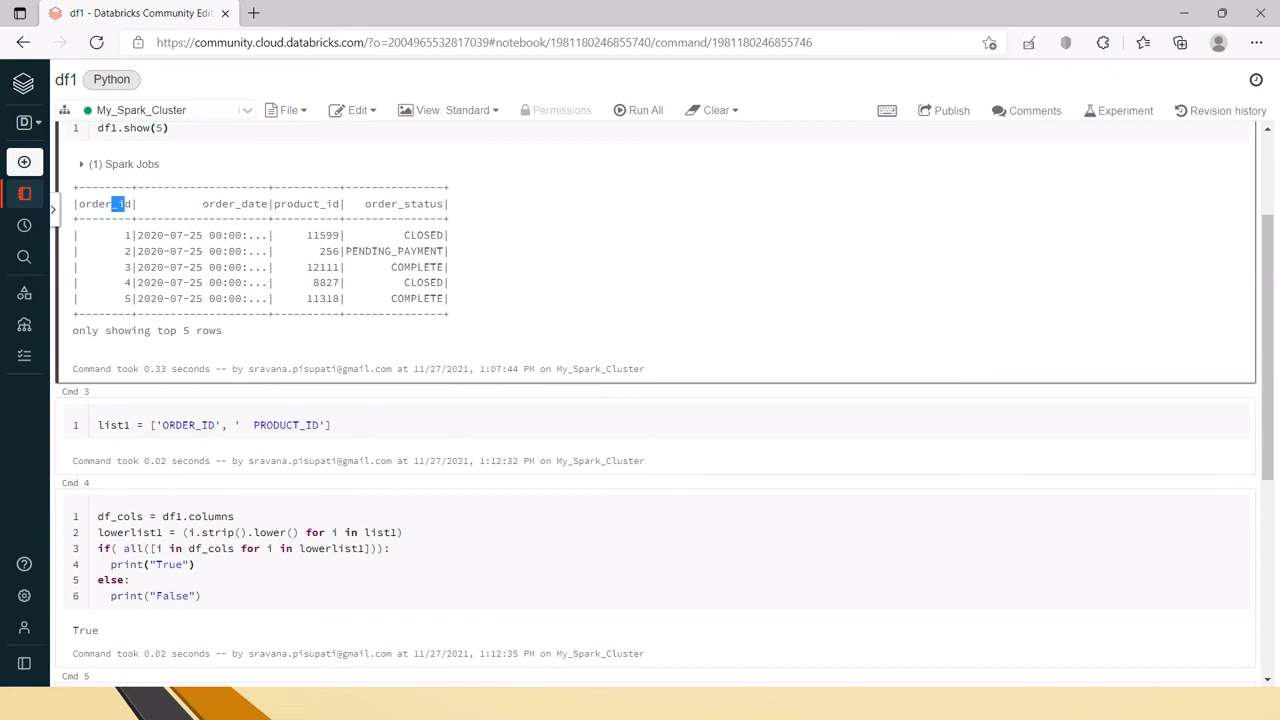 df1 - Databricks Community Edi
https://community.cloud.databricks.com/?o=2004965532817039#notebook/1981180246855740/command/1981180246855746
df1 Python
My_Spark_Cluster File Edit View: Standard Permissions Run All Clear Publish Comments Experiment Revision history
D
1 df1.show(5)
(1) Spark Jobs
+--------+--------------------+----------+---------------+
|order_id| order_date|product_id| order_status|
+--------+--------------------+----------+---------------+
| 1|2020-07-25 00:00:...| 11599| CLOSED|
| 2|2020-07-25 00:00:...| 256|PENDING_PAYMENT|
| 3|2020-07-25 00:00:...| 12111| COMPLETE|
| 4|2020-07-25 00:00:...| 8827| CLOSED|
| 5|2020-07-25 00:00:...| 11318| COMPLETE|
+--------+--------------------+----------+---------------+
only showing top 5 rows
Command took 0.33 seconds -- by sravana.pisupati@gmail.com at 11/27/2021, 1:07:44 PM on My_Spark_Cluster
Cmd 3
1 list1 = ['ORDER_ID', '  PRODUCT_ID']
Command took 0.02 seconds -- by sravana.pisupati@gmail.com at 11/27/2021, 1:12:32 PM on My_Spark_Cluster
Cmd 4
1 df_cols = df1.columns
2 lowerlist1 = (i.strip().lower() for i in list1)
3 if( all([i in df_cols for i in lowerlist1])):
4 print("True")
5 else:
6 print("False")
True
Command took 0.02 seconds -- by sravana.pisupati@gmail.com at 11/27/2021, 1:12:35 PM on My_Spark_Cluster
Cmd 5